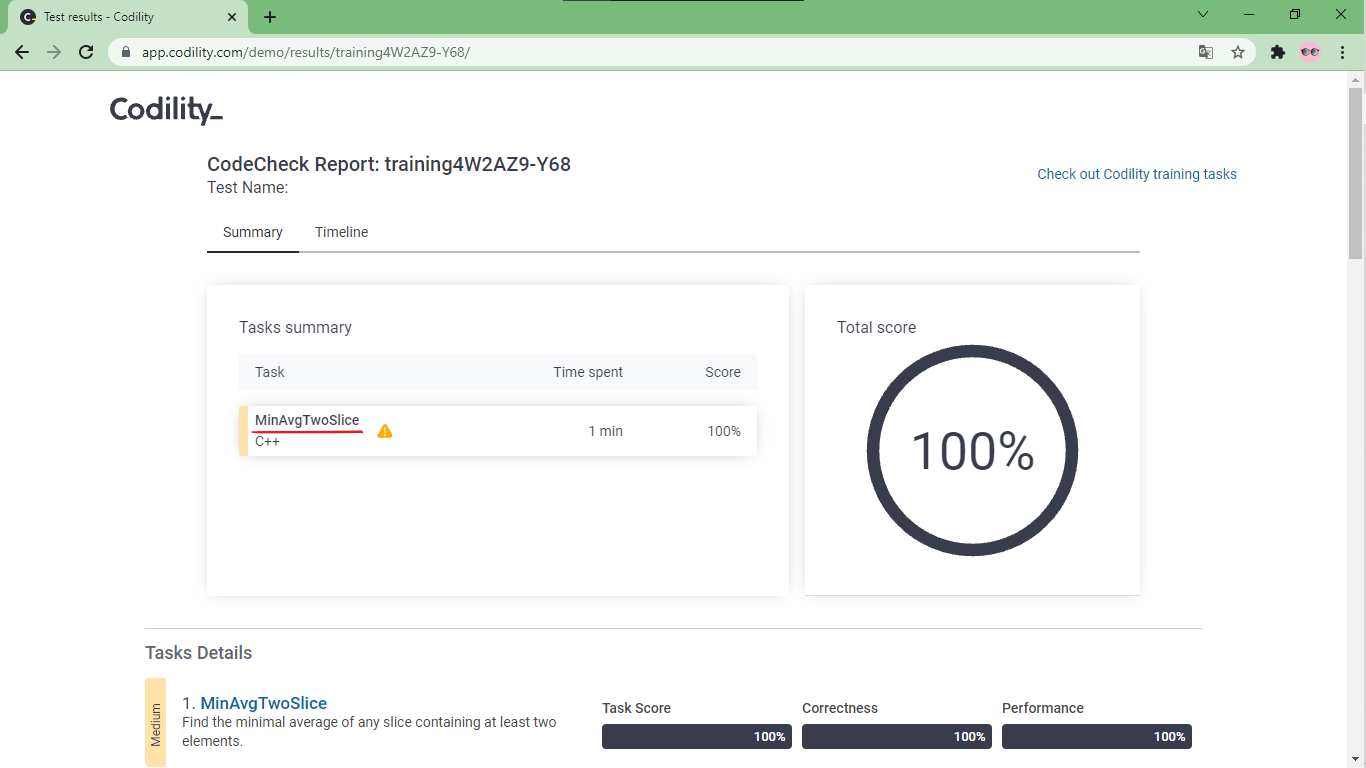 Test results - Codility
app.codility.com/demo/results/training4W2AZ9-Y68/
Codility_
CodeCheck Report: training4W2AZ9-Y68
Test Name:
Check out Codility training tasks
Summary Timeline
Tasks summary
Task Time spent Score
MinAvgTwoSlice
C++
1 min 100%
Total score
100%
Tasks Details
Medium
1. MinAvgTwoSlice
Find the minimal average of any slice containing at least two
elements.
Task Score Correctness Performance
100% 100% 100%